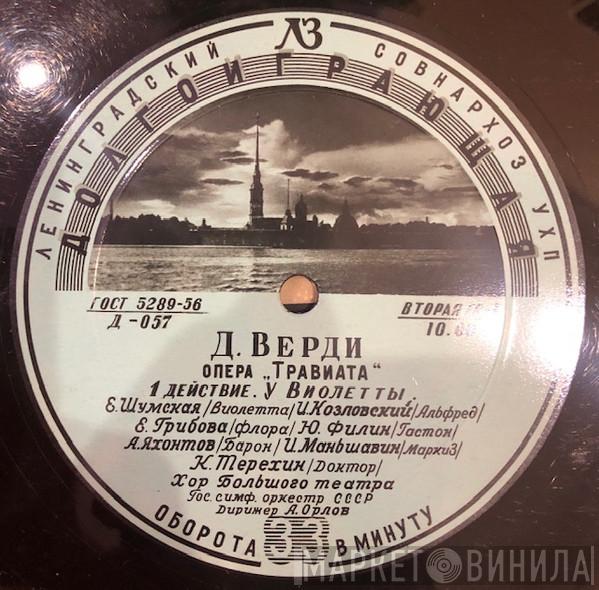 ЛЗ
ЛЕНИНГРАДСКИЙ СОВНАРХОЗ УХП
ДОЛГОИГРАЮЩАЯ
ГОСТ 5289-56
Д-057
ВТОРАЯ
Д. ВЕРДИ
ОПЕРА „ТРАВИАТА“
1 ДЕЙСТВИЕ. У ВИОЛЕТТЫ
Е.Шумская/Виолетта/И.Козловский/Альфред/
Е. Грибова/Флора/ Ю. Филин/Гастон/
А.Яхонтов/Барон/ И.Маньшавин/Маркиз/
К.Терехин/Доктор/
Хор Большого театра
Гос. симф. оркестр СССР
Дирижер А.Орлов
ОБОРОТА 33 В МИНУТУ
МАРКЕТ ВИНИЛА